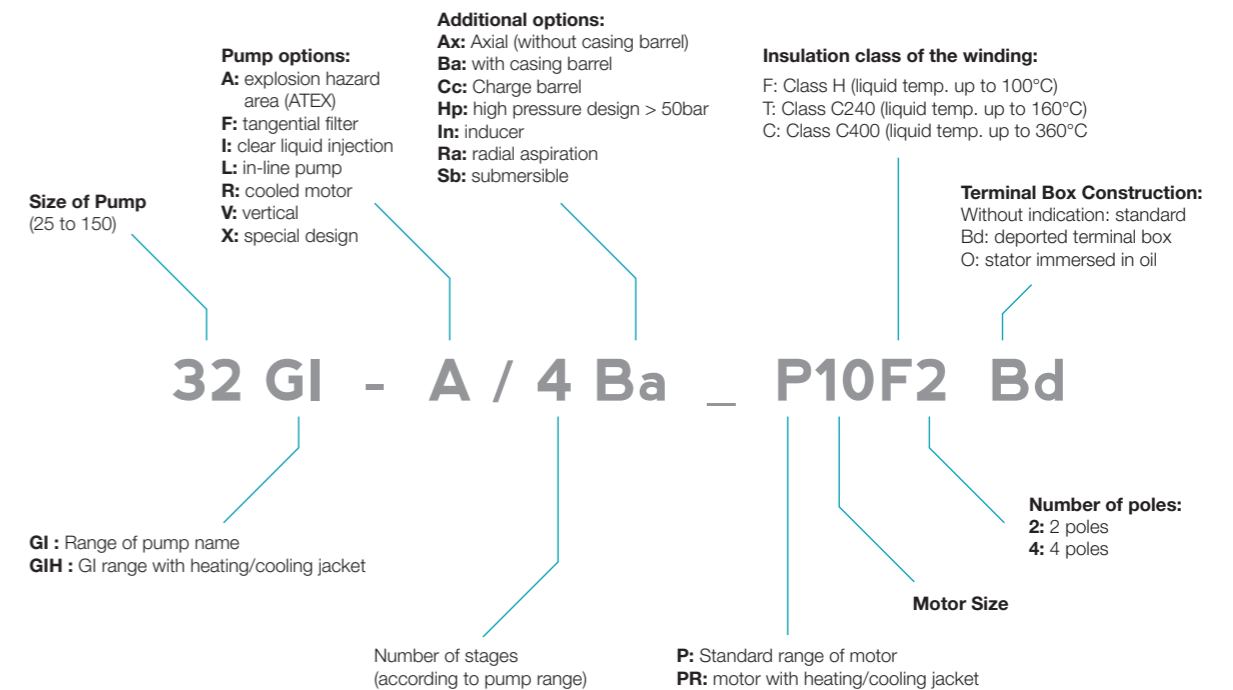 Additional options:
Ax: Axial (without casing barrel)
Ba: with casing barrel
Cc: Charge barrel
Hp: high pressure design > 50bar
In: inducer
Ra: radial aspiration
Sb: submersible
Pump options:
A: explosion hazard
area (ATEX)
F: tangential filter
I: clear liquid injection
L: in-line pump
R: cooled motor
V: vertical
X: special design
Insulation class of the winding:
F: Class H (liquid temp. up to 100°C)
T: Class C240 (liquid temp. up to 160°C)
C: Class C400 (liquid temp. up to 360°C
Size of Pump
(25 to 150)
Terminal Box Construction:
Without indication: standard
Bd: deported terminal box
O: stator immersed in oil
32 GI - A / 4 Ba _ P10F2 Bd
GI : Range of pump name
GIH : GI range with heating/cooling jacket
Number of poles:
2: 2 poles
4: 4 poles
Motor Size
Number of stages
(according to pump range)
P: Standard range of motor
PR: motor with heating/cooling jacket